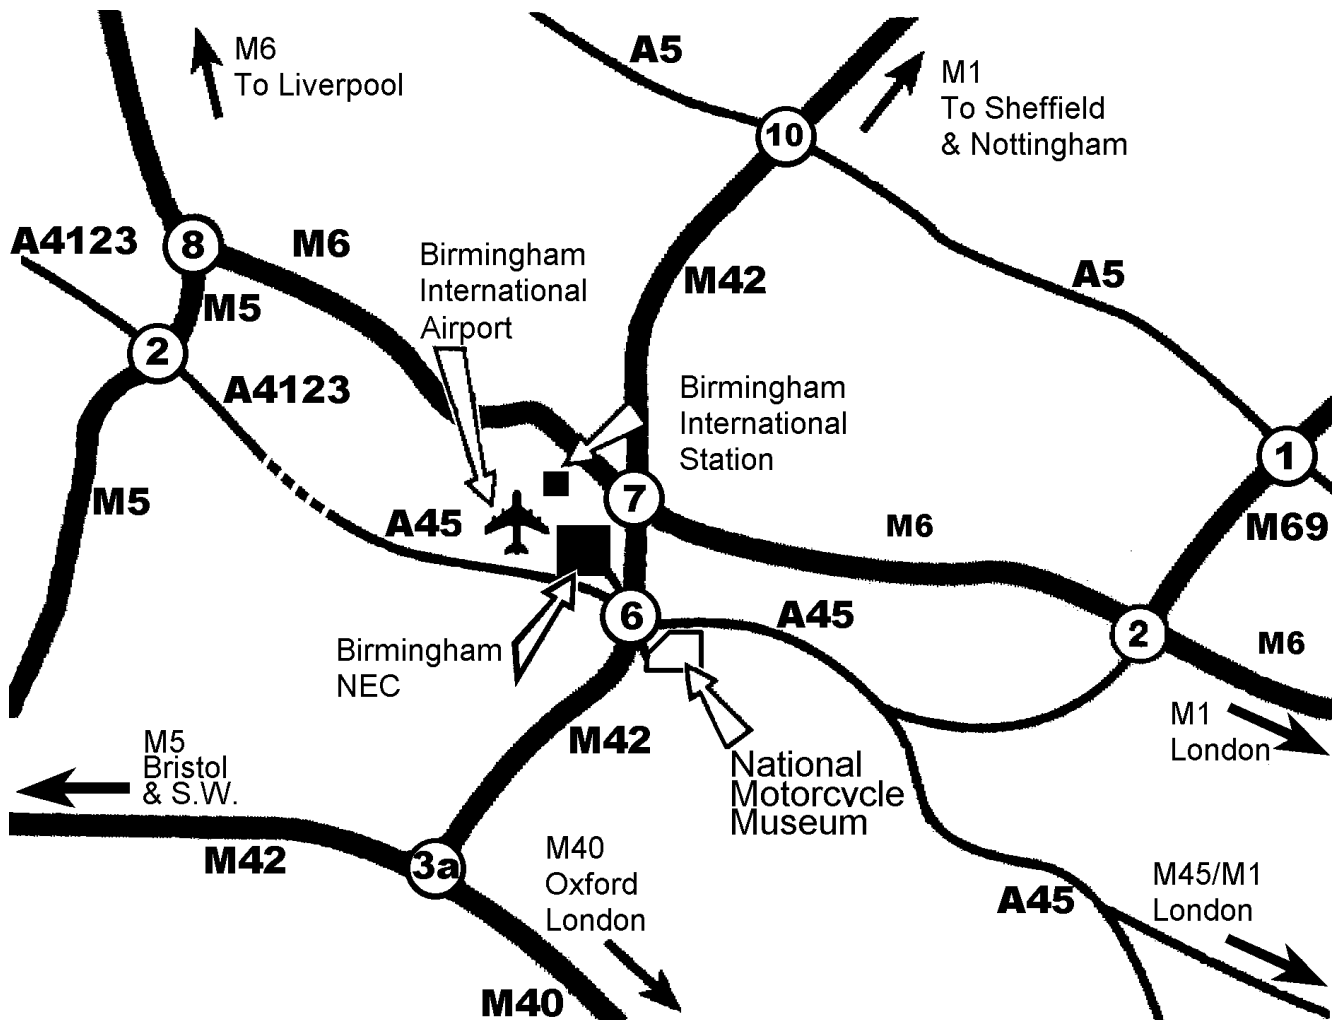 M6
To Liverpool
A5
M1
To Sheffield
& Nottingham
10
A4123
8
M6
Birmingham
International
Airport
M42
A5
M5
2
A4123
Birmingham
International
Station
1
M5
A45
7
M6
M69
6
A45
2
M6
Birmingham
NEC
M42
M1
London
M5
Bristol
& S.W.
National
Motorcvcle
Museum
M42
3a
M40
Oxford
London
A45
M45/M1
London
M40